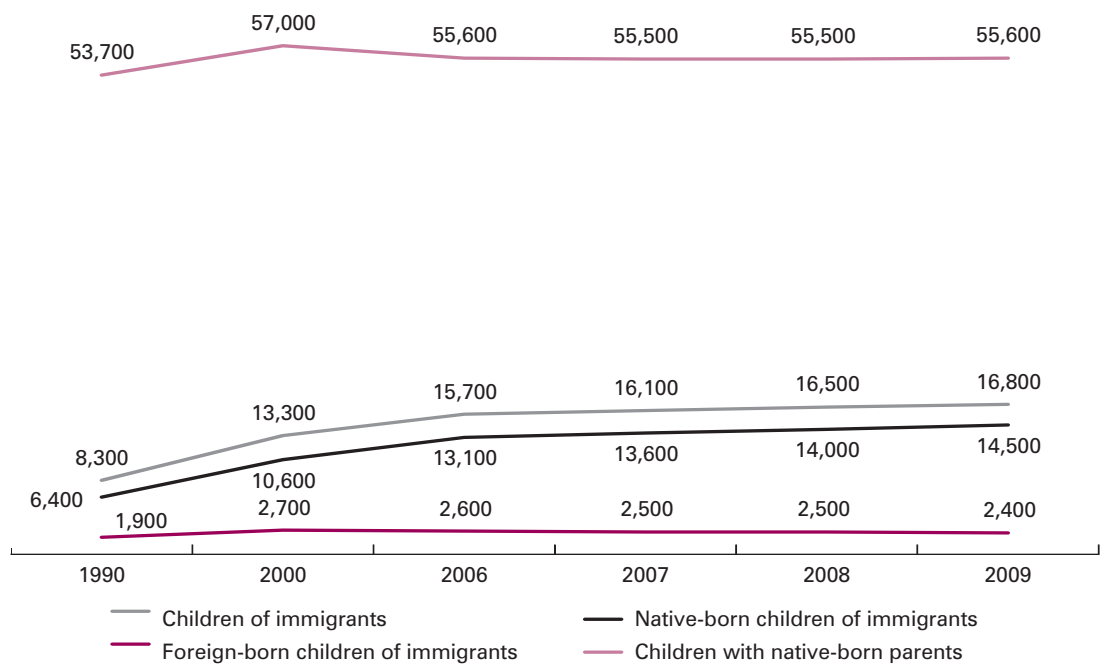 57,000
53,700 55,600 55,500 55,500 55,600
15,700 16,100 16,500 16,800
13,300
8,300 13,100 13,600 14,000 14,500
6,400 10,600
1,900 2,700 2,600 2,500 2,500 2,400
1990 2000 2006 2007 2008 2009
Children of immigrants Native-born children of immigrants
Foreign-born children of immigrants Children with native-born parents